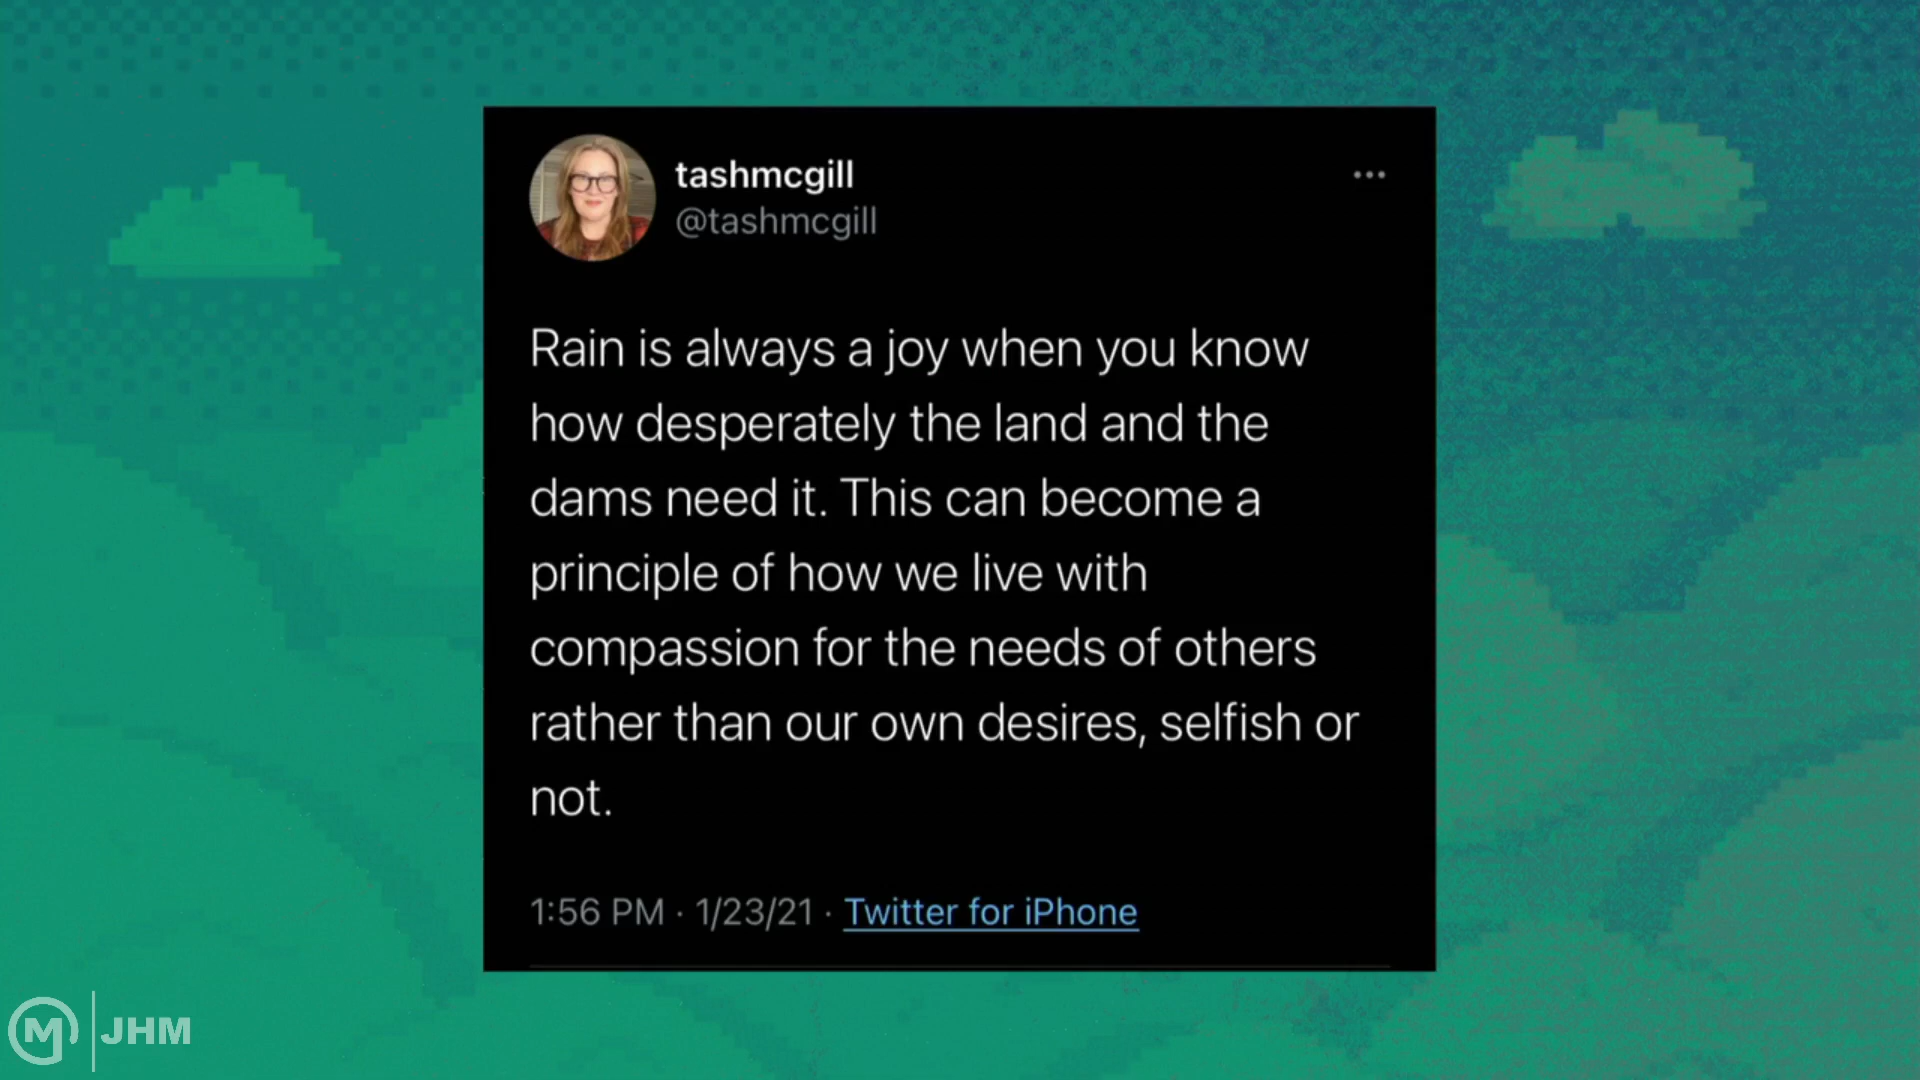 tashmcgill
@tashmcgill
Rain is always a joy when you know
how desperately the land and the
dams need it. This can become a
principle of how we live with
compassion for the needs of others
rather than our own desires, selfish or
not.
1:56 PM · 1/23/21 · Twitter for iPhone
M JHM